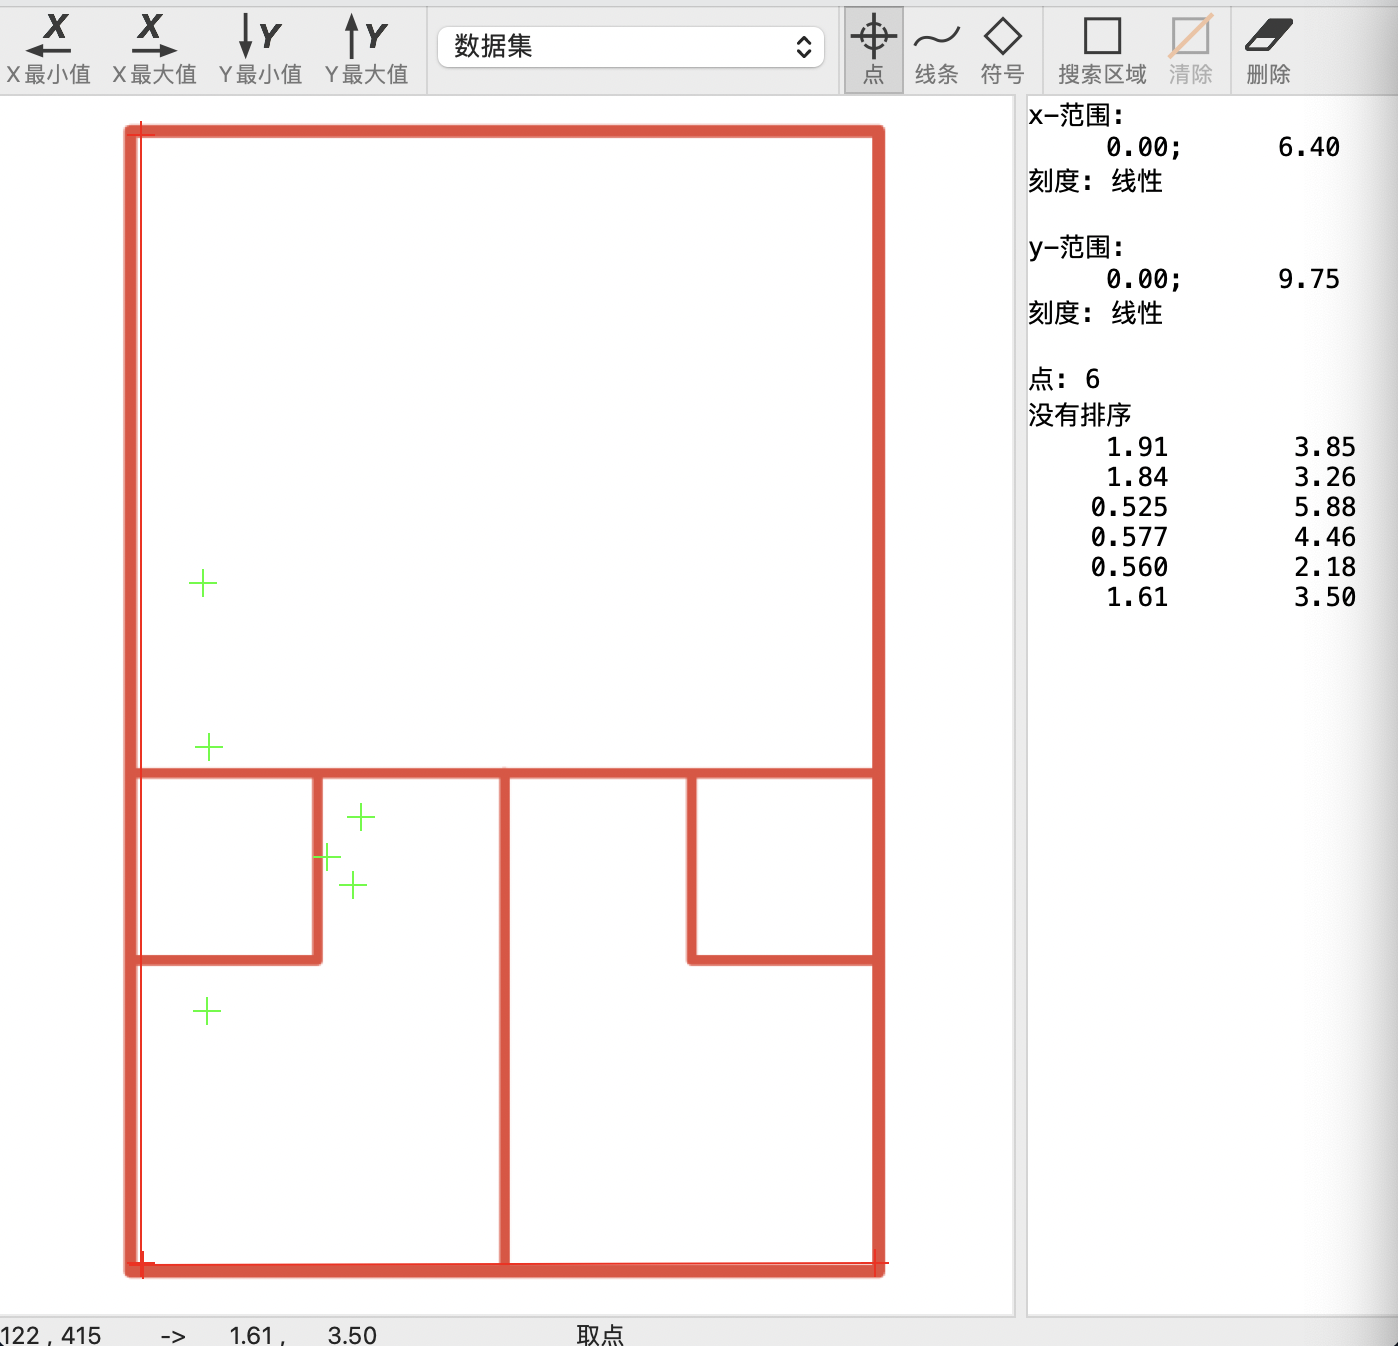 X Y Y
X
X最小值 X最大值 Y最小值 Y最大值
数据集
点 线条 符号 搜索区域 清除 删除
x-范围:
0.00; 6.40
刻度: 线性
y-范围:
0.00; 9.75
刻度: 线性
点: 6
没有排序
1.91 3.85
1.84 3.26
0.525 5.88
0.577 4.46
0.560 2.18
1.61 3.50
122 , 415 -> 1.61 , 3.50 取点